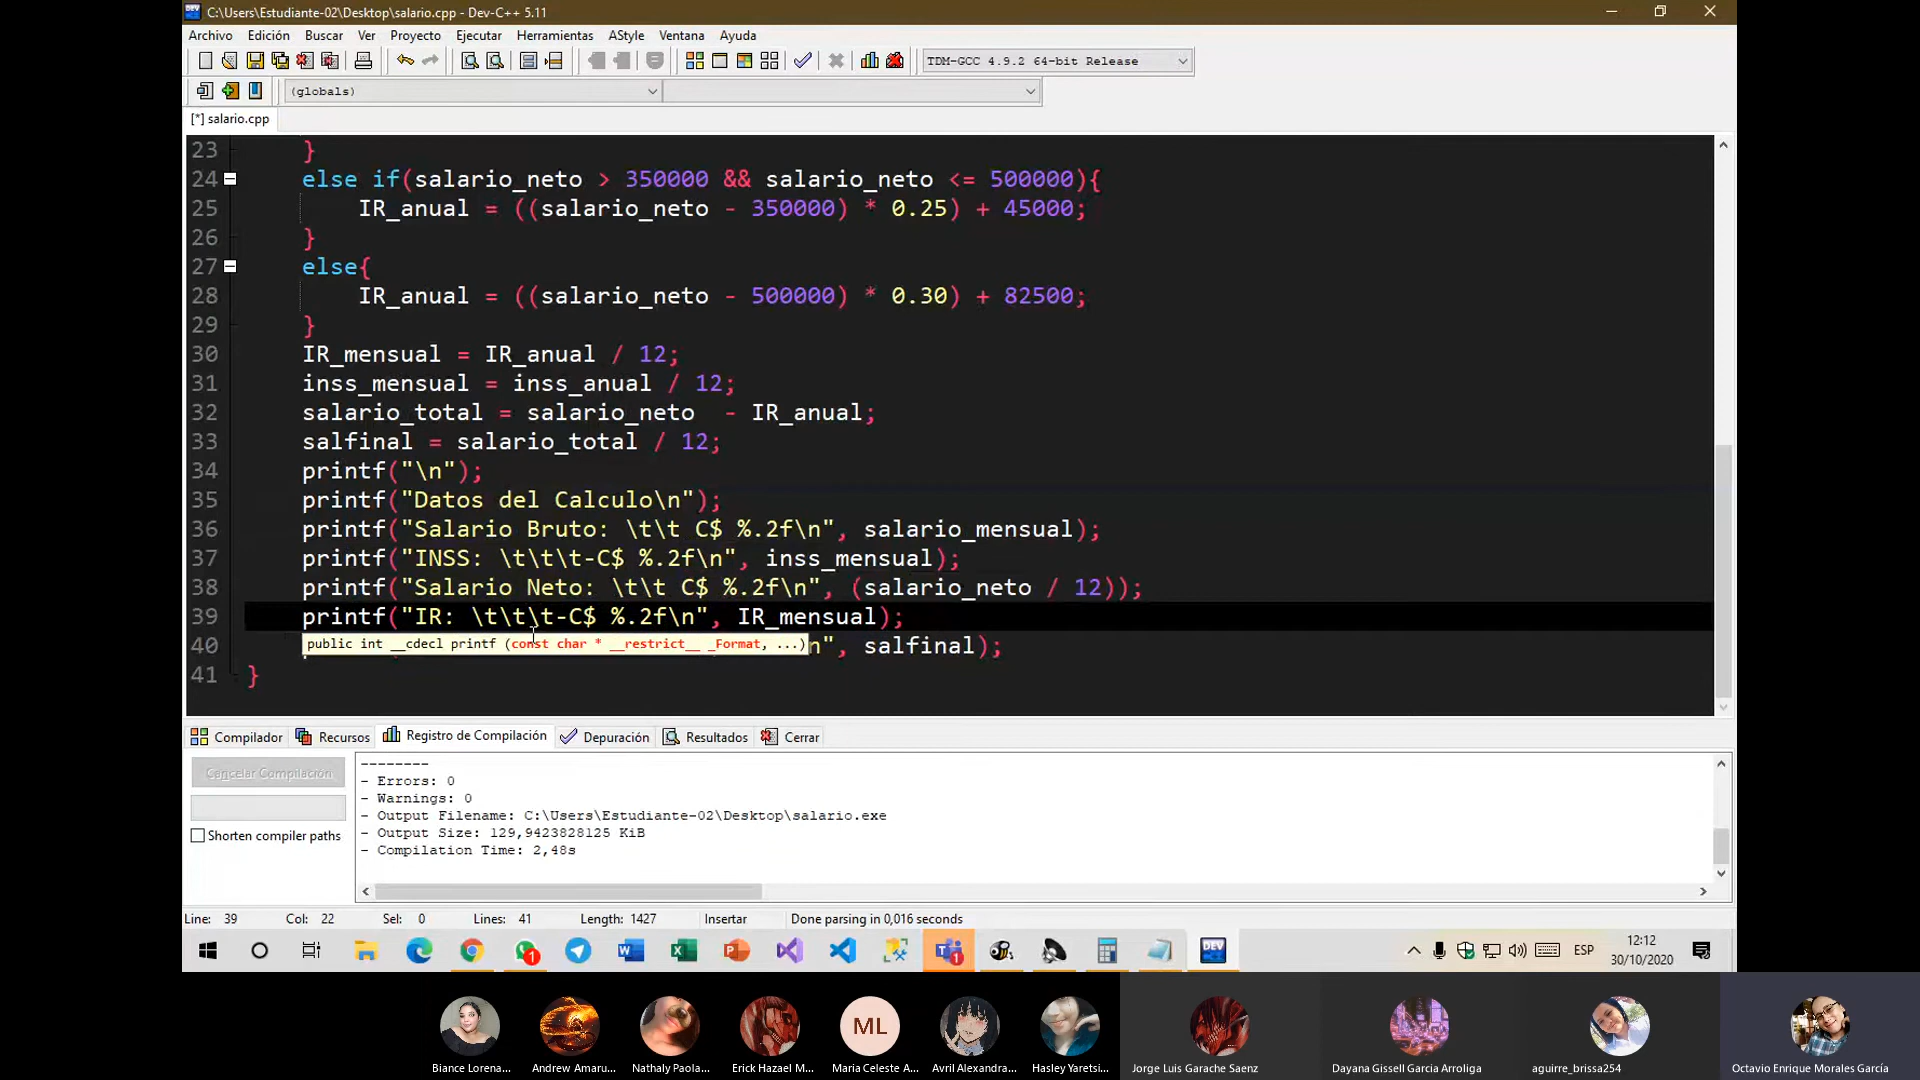 C:\Users\Estudiante-02\Desktop\salario.cpp - Dev-C++ 5.11
Archivo Edición Buscar Ver Proyecto Ejecutar Herramientas AStyle Ventana Ayuda
TDM-GCC 4.9.2 64-bit Release
(globals)
[*] salario.cpp
23 }
24 else if(salario_neto > 350000 && salario_neto <= 500000){
25 IR_anual = ((salario_neto - 350000) * 0.25) + 45000;
26 }
27 else{
28 IR_anual = ((salario_neto - 500000) * 0.30) + 82500;
29 }
30 IR_mensual = IR_anual / 12;
31 inss_mensual = inss_anual / 12;
32 salario_total = salario_neto  - IR_anual;
33 salfinal = salario_total / 12;
34 printf("\n");
35 printf("Datos del Calculo\n");
36 printf("Salario Bruto: \t\t C$ %.2f\n", salario_mensual);
37 printf("INSS: \t\t\t-C$ %.2f\n", inss_mensual);
38 printf("Salario Neto: \t\t C$ %.2f\n", (salario_neto / 12));
39 printf("IR: \t\t\t-C$ %.2f\n", IR_mensual);
public int __cdecl printf (const char * __restrict__ _Format, ...)
40 n", salfinal);
41 }
Compilador Recursos Registro de Compilación Depuración Resultados Cerrar
Cancelar Compilación
Shorten compiler paths
--------
- Errors: 0
- Warnings: 0
- Output Filename: C:\Users\Estudiante-02\Desktop\salario.exe
- Output Size: 129,9423828125 KiB
- Compilation Time: 2,48s
Line: 39 Col: 22 Sel: 0 Lines: 41 Length: 1427 Insertar Done parsing in 0,016 seconds
1 1 DEV ESP 12:12
30/10/2020
ML
Biance Lorena... Andrew Amaru... Nathaly Paola... Erick Hazael M... Maria Celeste A... Avril Alexandra... Hasley Yaretsi... Jorge Luis Garache Saenz Dayana Gissell Garcia Arroliga aguirre_brissa254 Octavio Enrique Morales García